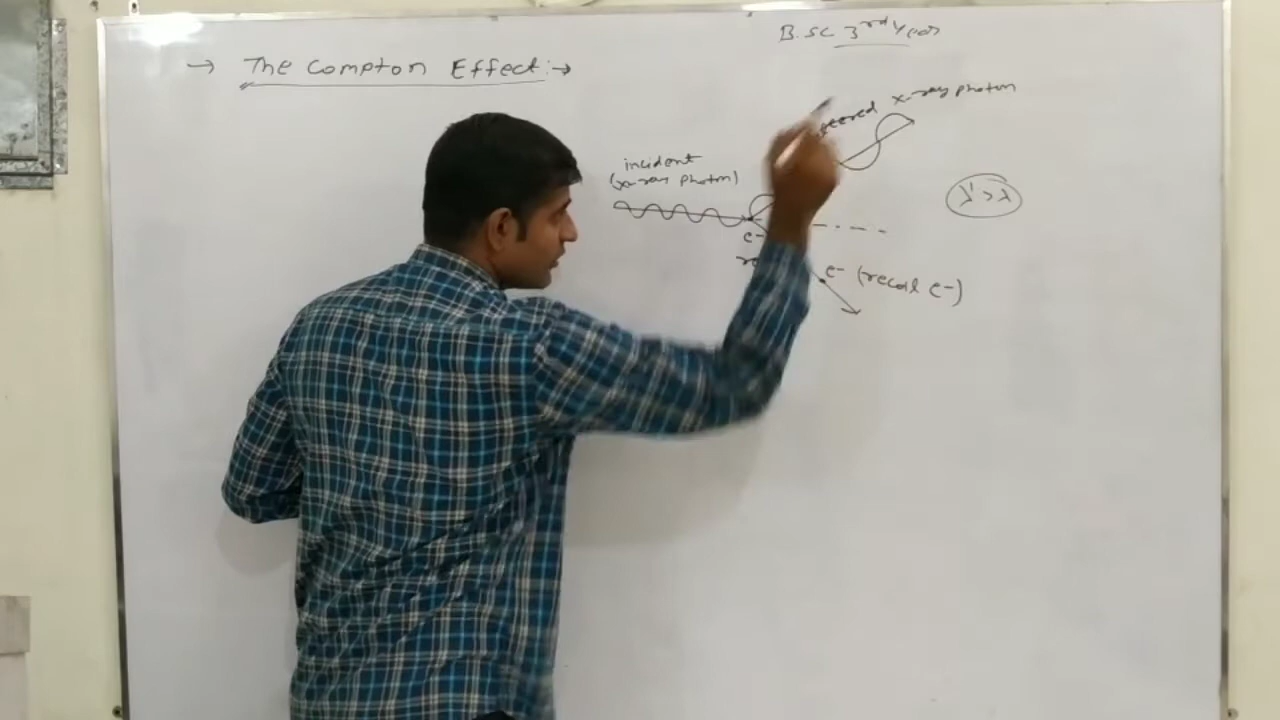 B.SC 3rd Year
→ The Compton Effect:→
x-ray photon
incident
(x-ray photon)
λ' > λ
e-
e- (recoil e-)